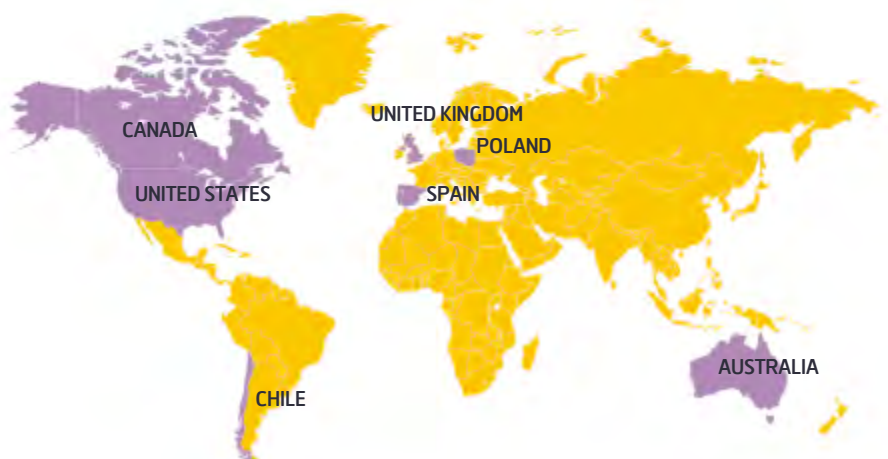 UNITED KINGDOM
CANADA
POLAND
UNITED STATES
SPAIN
AUSTRALIA
CHILE